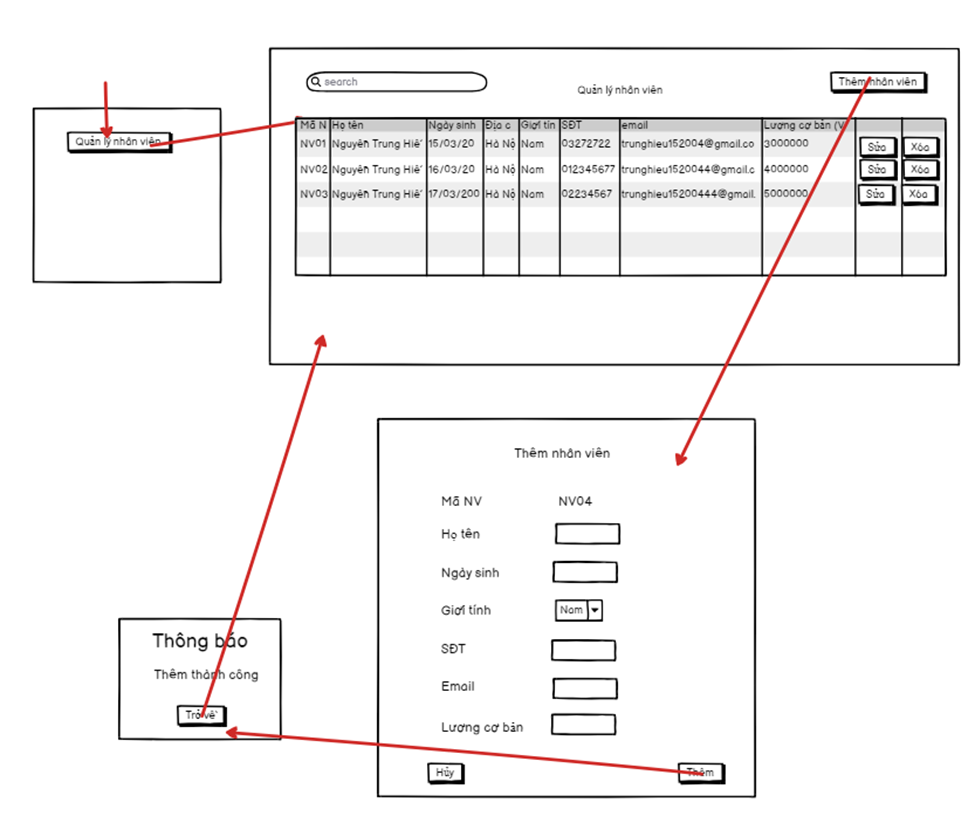 search
Quản lý nhân viên
Thêm nhân viên
Quản lý nhân viên
Mã N Họ tên Ngày sinh Địa c Giới tín SĐT email Lương cơ bản (V
NV01 Nguyễn Trung Hiế 15/03/20 Hà Nộ Nam 03272722 trunghieu152004@gmail.co 3000000 Sửa Xóa
NV02 Nguyễn Trung Hiế 16/03/20 Hà Nộ Nam 012345677 trunghieu1520044@gmail.c 4000000 Sửa Xóa
NV03 Nguyễn Trung Hiế 17/03/200 Hà Nộ Nam 02234567 trunghieu15200444@gmail. 5000000 Sửa Xóa
Thêm nhân viên
Mã NV NV04
Họ tên
Ngày sinh
Giới tính Nam
SĐT
Email
Lương cơ bản
Hủy Thêm
Thông báo
Thêm thành công
Trở về